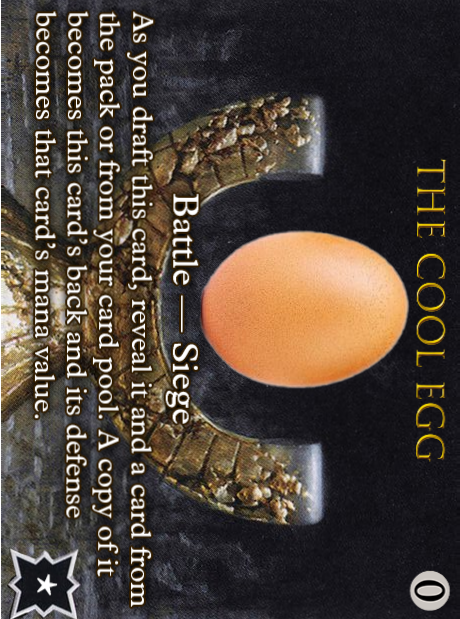 THE COOL EGG
0
Battle — Siege
As you draft this card, reveal it and a card from
the pack or from your card pool. A copy of it
becomes this card's back and its defense
becomes that card's mana value.
*